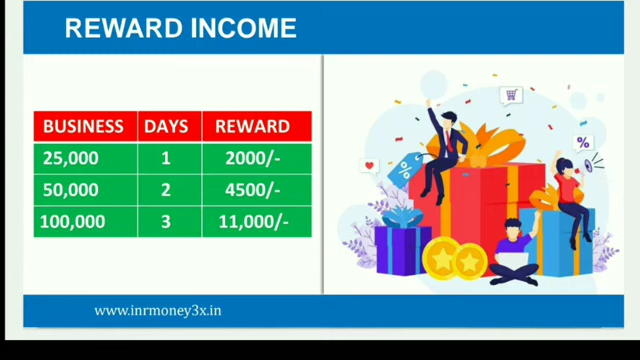 REWARD INCOME
BUSINESS DAYS REWARD
25,000 1 2000/-
50,000 2 4500/-
100,000 3 11,000/-
%
%
www.inrmoney3x.in